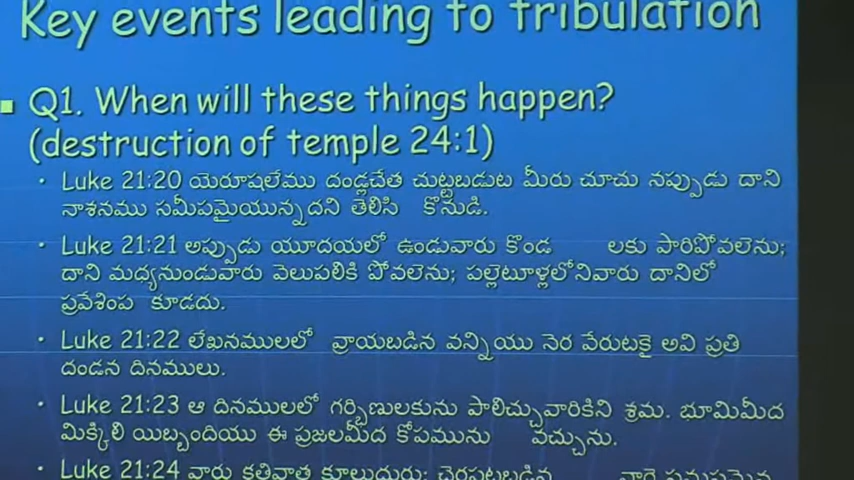 Key events leading to tribulation
Q1. When will these things happen?
(destruction of temple 24:1)
• Luke 21:20 యెరూషలేము దండ్లచేత చుట్టబడుట మీరు చూచు నప్పుడు దాని
నాశనము సమీపమైయున్నదని తెలిసి కొనుడి.
• Luke 21:21 అప్పుడు యూదయలో ఉండువారు కొండ లకు పారిపోవలెను;
దాని మధ్యనుండువారు వెలుపలికి పోవలెను; పల్లెటూళ్లలోనివారు దానిలో
ప్రవేశింప కూడదు.
• Luke 21:22 లేఖనములలో వ్రాయబడిన వన్నియు నెర వేరుటకై అవి ప్రతి
దండన దినములు.
• Luke 21:23 ఆ దినములలో గర్భిణులకును పాలిచ్చువారికిని శ్రమ. భూమిమీద
మిక్కిలి యిబ్బందియు ఈ ప్రజలమీద కోపమును వచ్చును.
• Luke 21:24 వారు కత్తివాత కూలుదురు; చెరపట్టబడిన